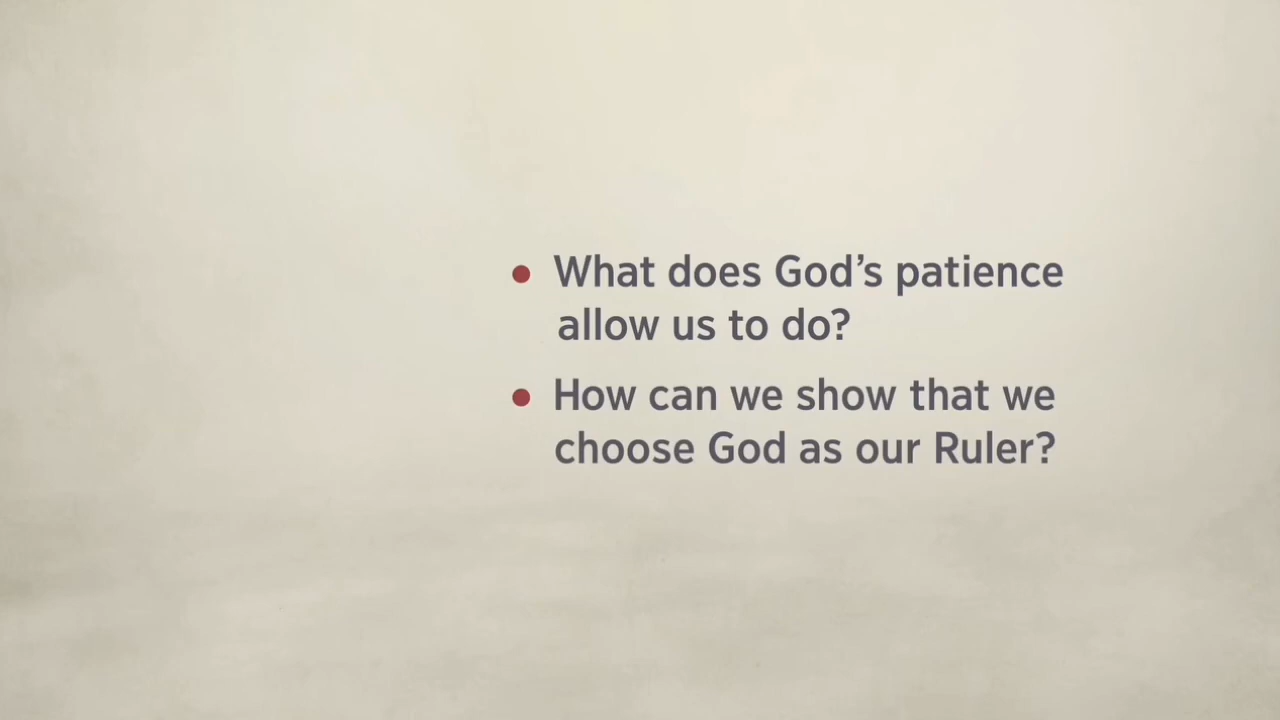 • What does God’s patience
allow us to do?
• How can we show that we
choose God as our Ruler?